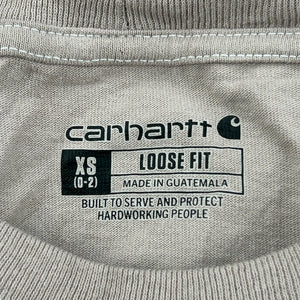 carhartt
XS LOOSE FIT
(0-2) MADE IN GUATEMALA
BUILT TO SERVE AND PROTECT
HARDWORKING PEOPLE